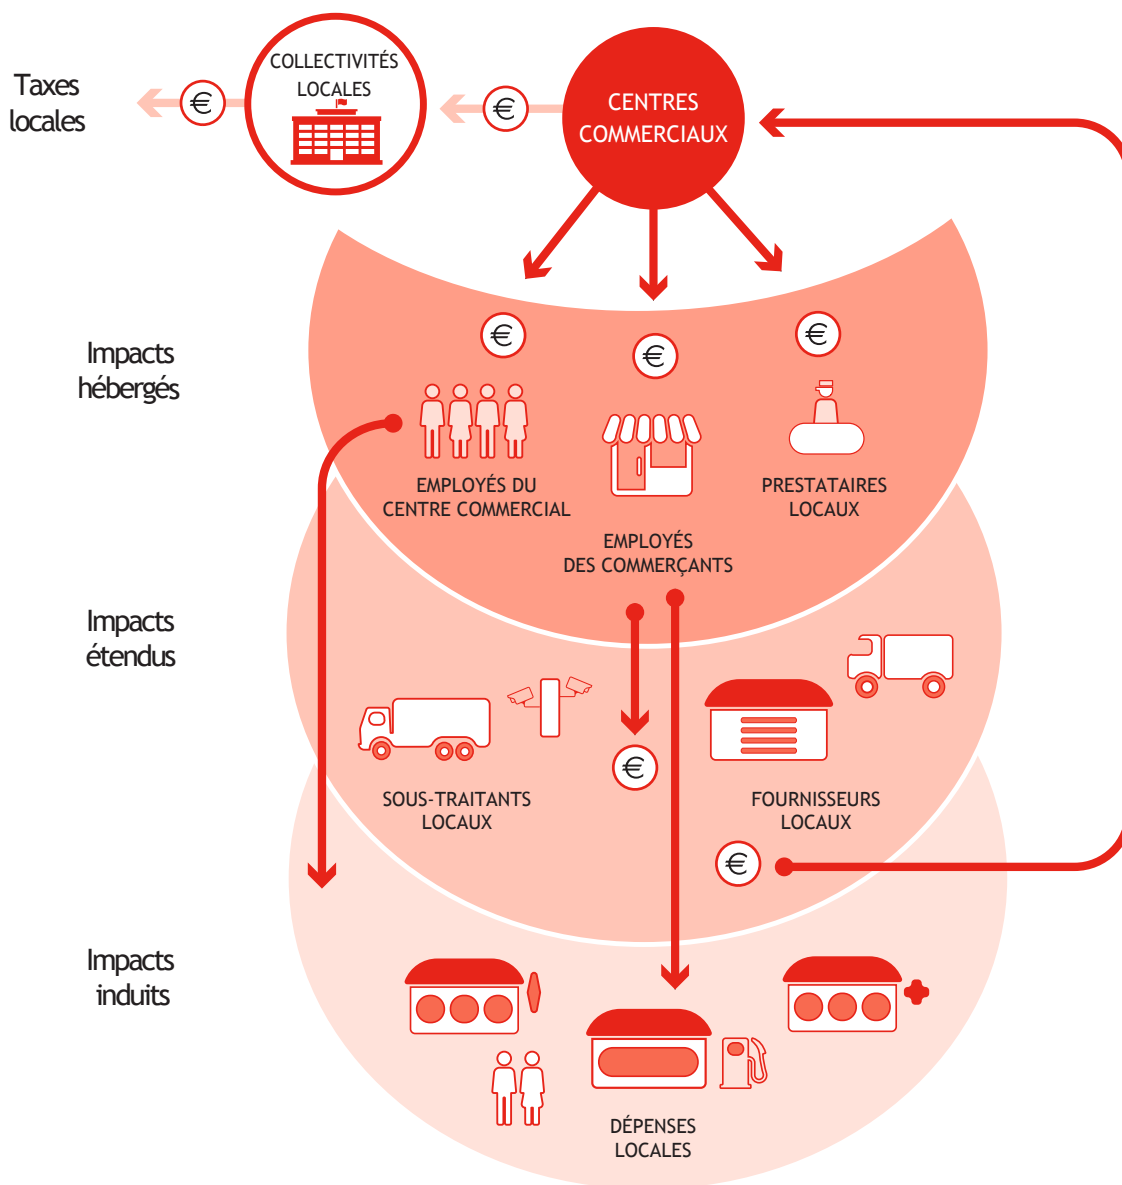 Taxes
locales
€
COLLECTIVITÉS
LOCALES
€
CENTRES
COMMERCIAUX
Impacts
hébergés
€
€
€
EMPLOYÉS DU
CENTRE COMMERCIAL
EMPLOYÉS
DES COMMERÇANTS
PRESTATAIRES
LOCAUX
Impacts
étendus
SOUS-TRAITANTS
LOCAUX
€
FOURNISSEURS
LOCAUX
€
Impacts
induits
DÉPENSES
LOCALES